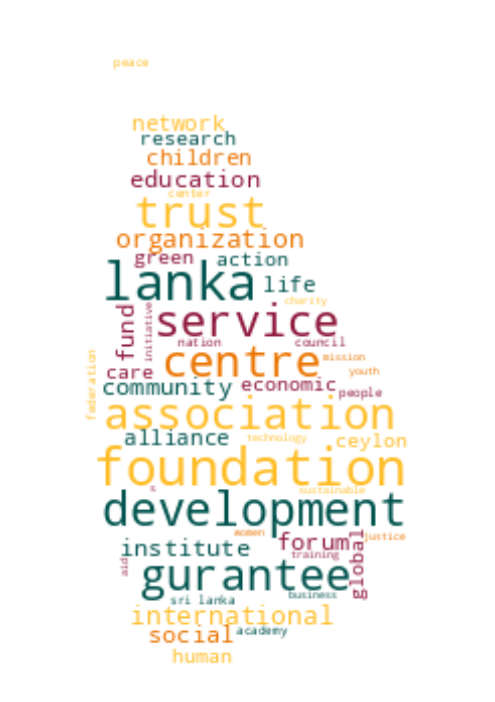 peace
network
research
children
education
center
trust
organization
green action
lanka life
charity
fund initiative service
nation council
centre mission
care youth
federation community economic people
association
alliance technology ceylon
foundation
s sustainable
development
women justice
institute forum global
aid training
gurantee
sri lanka business
international
social academy
human